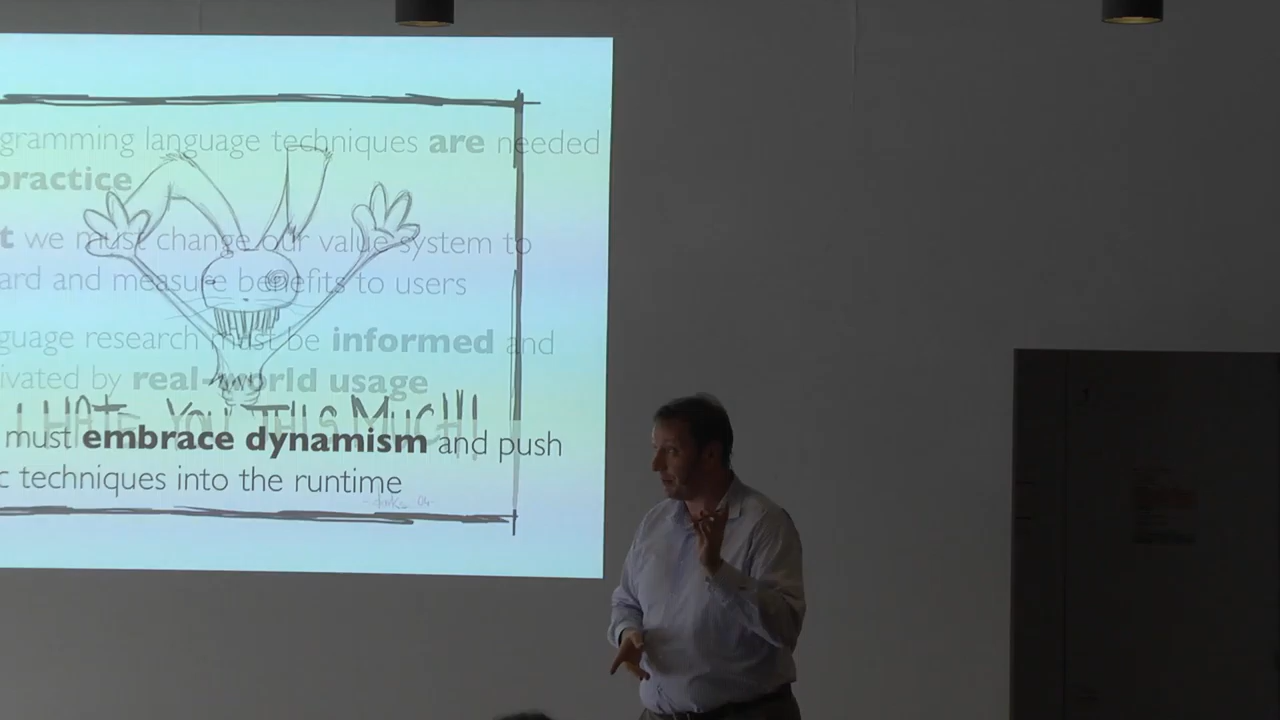 gramming language techniques are needed
practice
t we must change our value system to
ard and measure benefits to users
guage research must be informed and
ivated by real-world usage
I HATE YOU THIS MUCH!!
must embrace dynamism and push
c techniques into the runtime